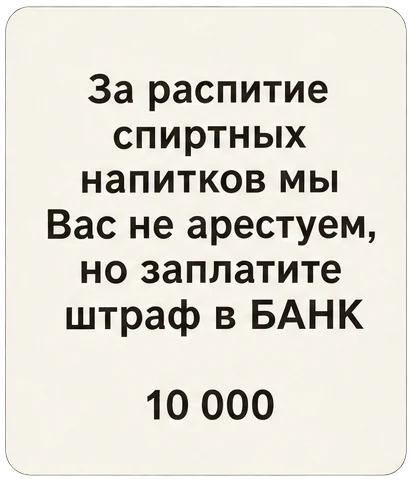 За распитие
спиртных
напитков мы
Вас не арестуем,
но заплатите
штраф в БАНК
10 000